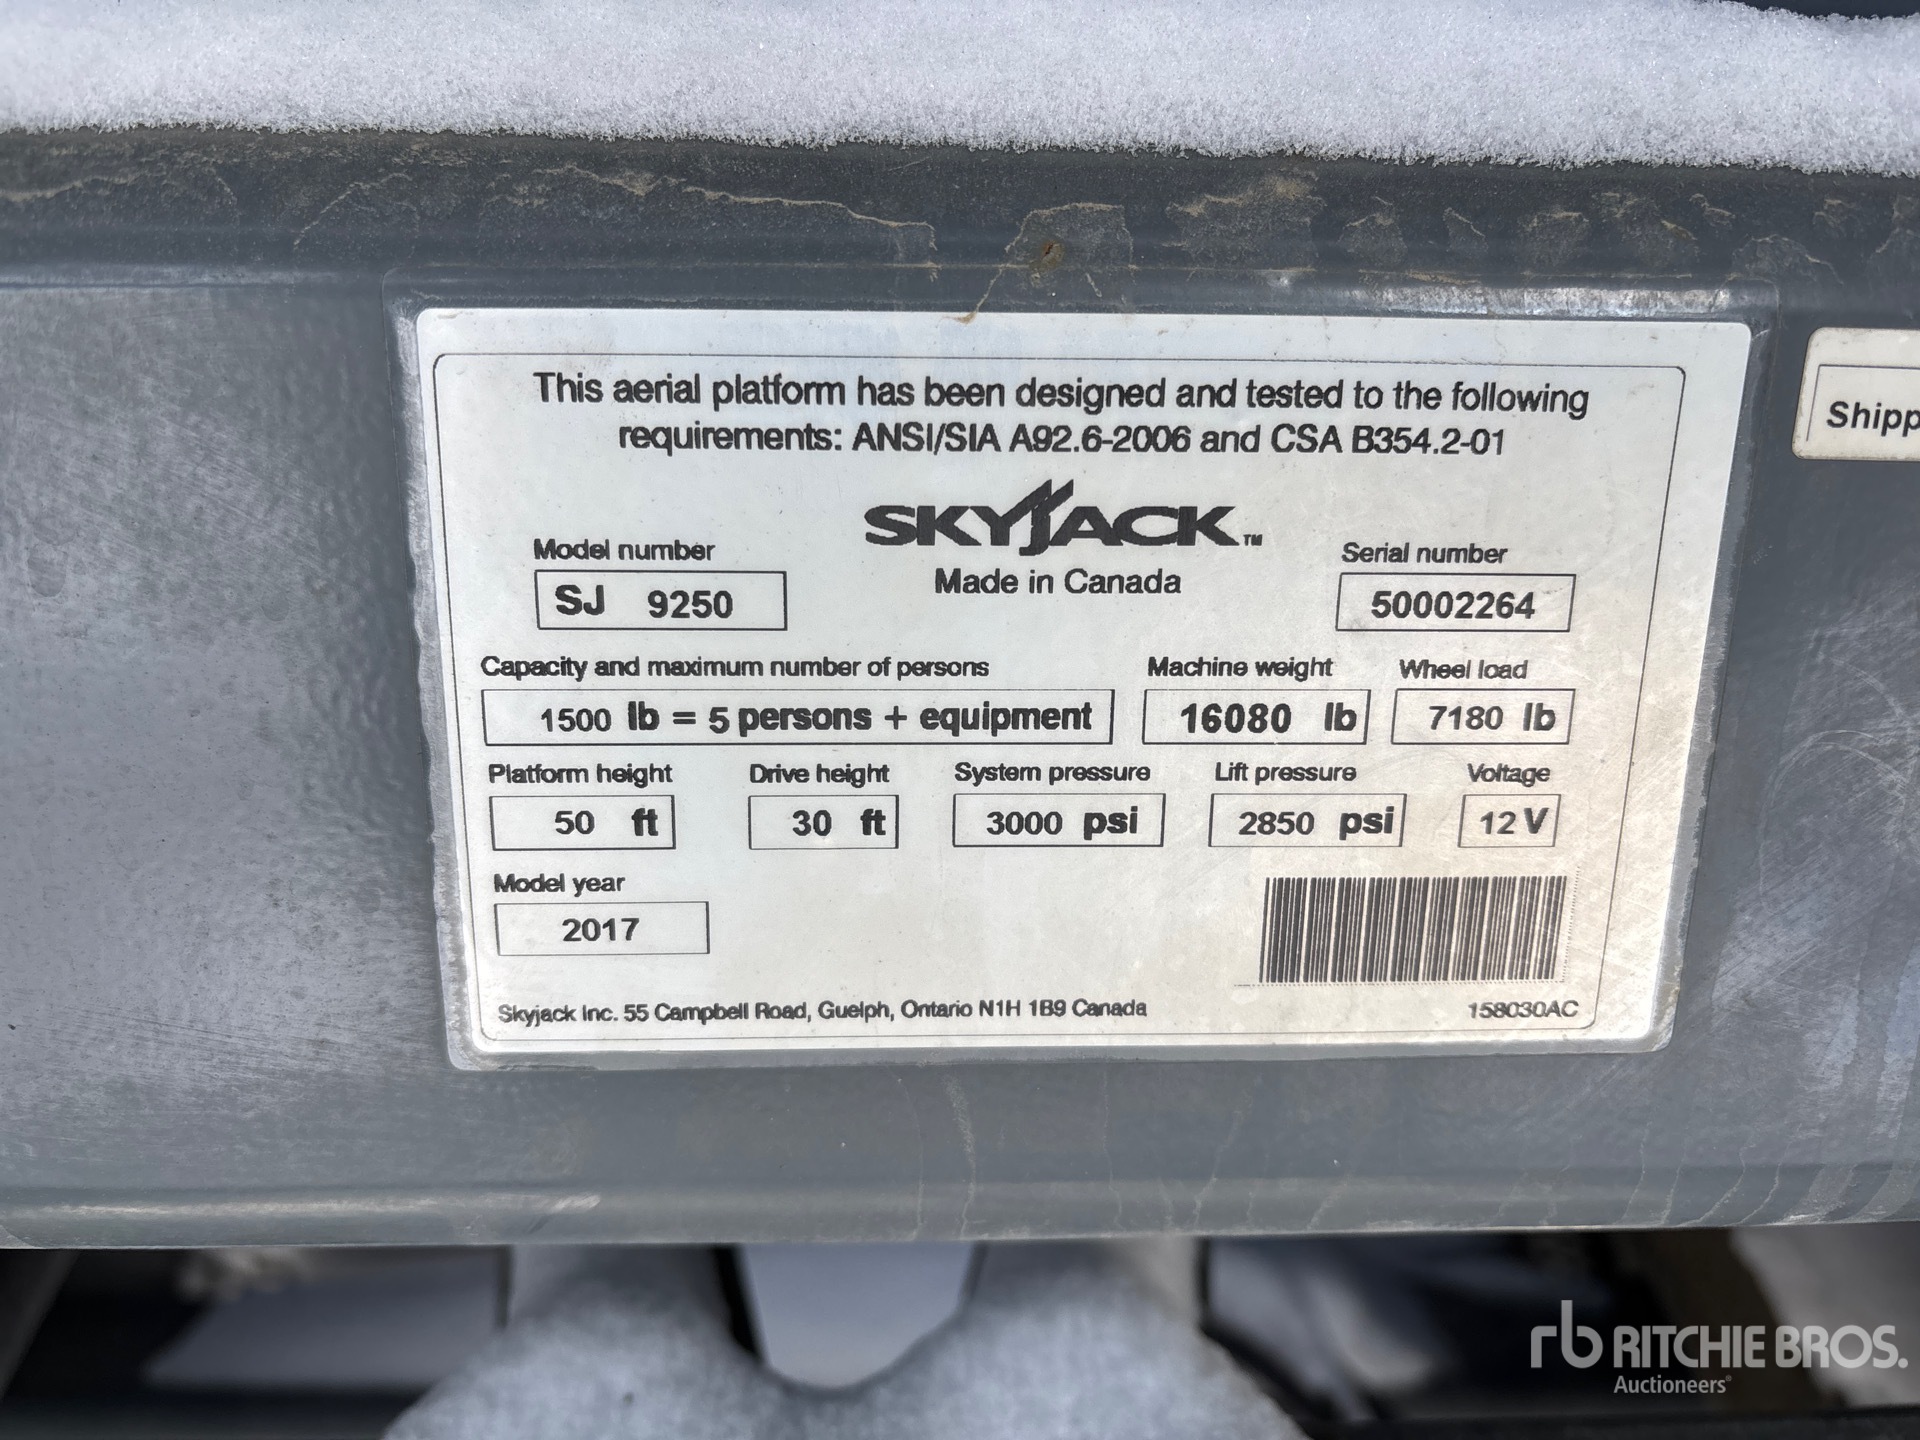 This aerial platform has been designed and tested to the following
requirements: ANSI/SIA A92.6-2006 and CSA B354.2-01
SKYJACK™
Made in Canada
Model number
SJ 9250
Serial number
50002264
Capacity and maximum number of persons
1500 lb = 5 persons + equipment
Machine weight
16080 lb
Wheel load
7180 lb
Platform height
50 ft
Drive height
30 ft
System pressure
3000 psi
Lift pressure
2850 psi
Voltage
12 V
Model year
2017
Skyjack Inc. 55 Campbell Road, Guelph, Ontario N1H 1B9 Canada
158030AC
Shipp
rb RITCHIE BROS.
Auctioneers®